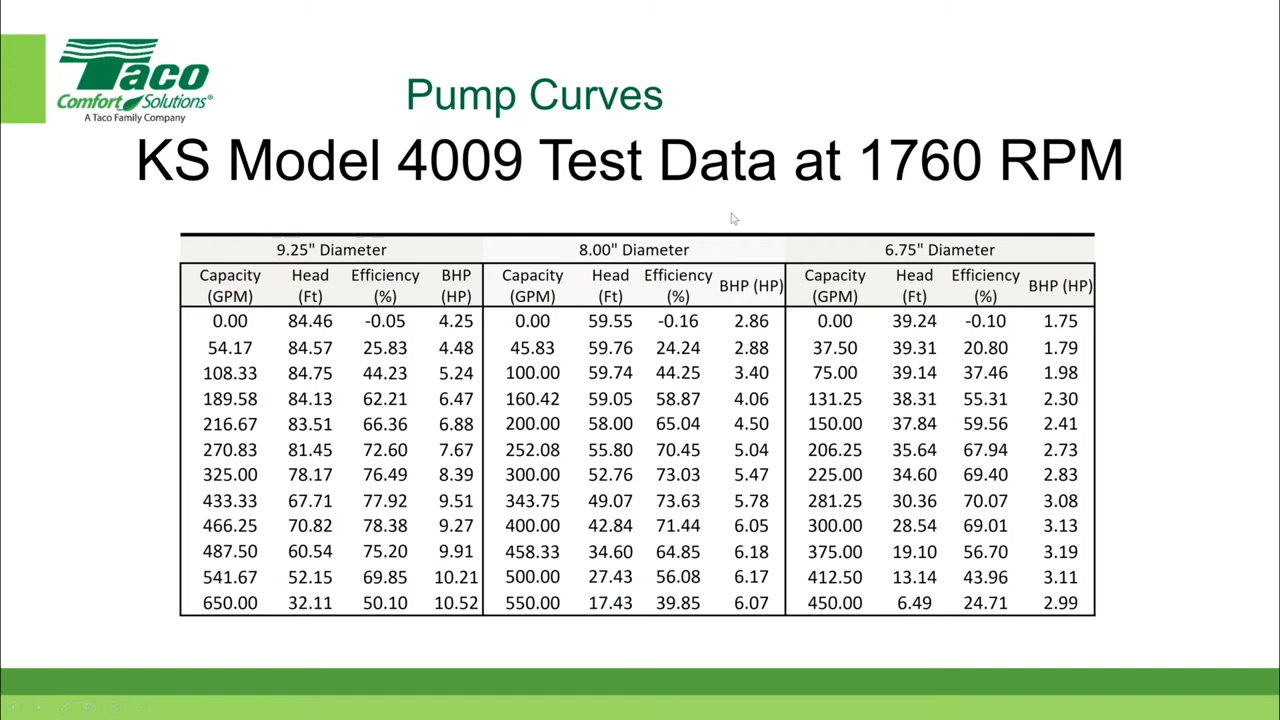 Taco
Comfort Solutions®
A Taco Family Company
Pump Curves
KS Model 4009 Test Data at 1760 RPM
9.25" Diameter 8.00" Diameter 6.75" Diameter
Capacity (GPM) Head (Ft) Efficiency (%) BHP (HP) Capacity (GPM) Head (Ft) Efficiency (%) BHP (HP) Capacity (GPM) Head (Ft) Efficiency (%) BHP (HP)
0.00 84.46 -0.05 4.25 0.00 59.55 -0.16 2.86 0.00 39.24 -0.10 1.75
54.17 84.57 25.83 4.48 45.83 59.76 24.24 2.88 37.50 39.31 20.80 1.79
108.33 84.75 44.23 5.24 100.00 59.74 44.25 3.40 75.00 39.14 37.46 1.98
189.58 84.13 62.21 6.47 160.42 59.05 58.87 4.06 131.25 38.31 55.31 2.30
216.67 83.51 66.36 6.88 200.00 58.00 65.04 4.50 150.00 37.84 59.56 2.41
270.83 81.45 72.60 7.67 252.08 55.80 70.45 5.04 206.25 35.64 67.94 2.73
325.00 78.17 76.49 8.39 300.00 52.76 73.03 5.47 225.00 34.60 69.40 2.83
433.33 67.71 77.92 9.51 343.75 49.07 73.63 5.78 281.25 30.36 70.07 3.08
466.25 70.82 78.38 9.27 400.00 42.84 71.44 6.05 300.00 28.54 69.01 3.13
487.50 60.54 75.20 9.91 458.33 34.60 64.85 6.18 375.00 19.10 56.70 3.19
541.67 52.15 69.85 10.21 500.00 27.43 56.08 6.17 412.50 13.14 43.96 3.11
650.00 32.11 50.10 10.52 550.00 17.43 39.85 6.07 450.00 6.49 24.71 2.99